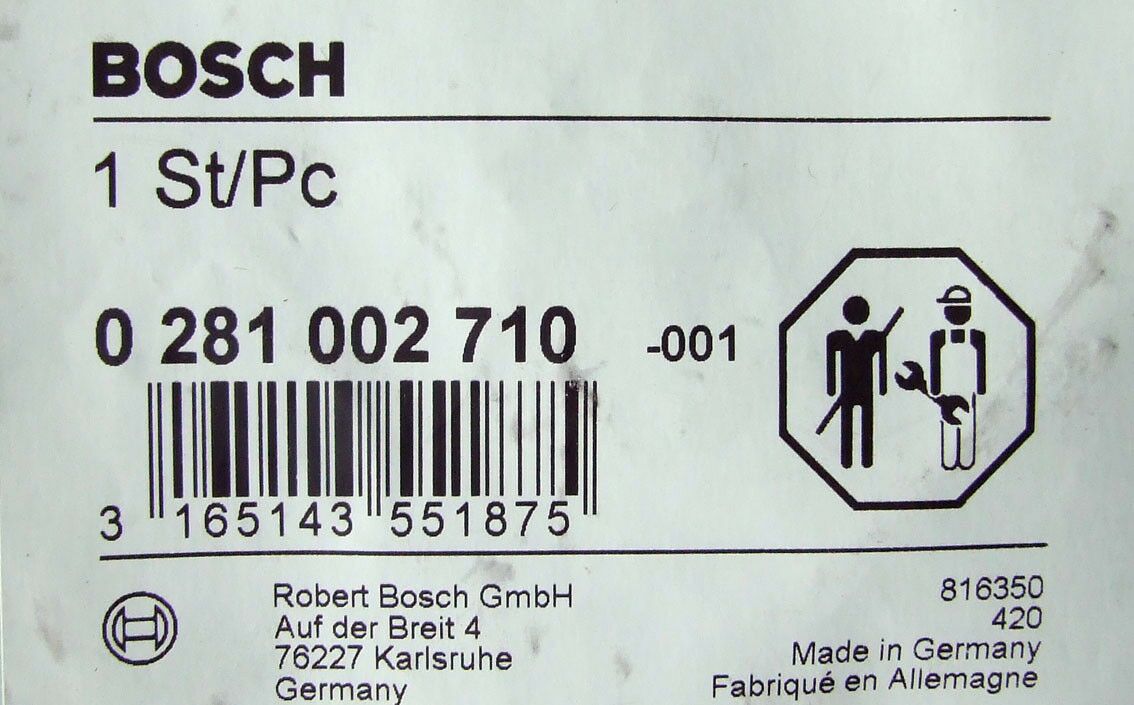 BOSCH
1 St/Pc
0 281 002 710 -001
3 165143 551875
Robert Bosch GmbH
Auf der Breit 4
76227 Karlsruhe
Germany
816350
420
Made in Germany
Fabriqué en Allemagne